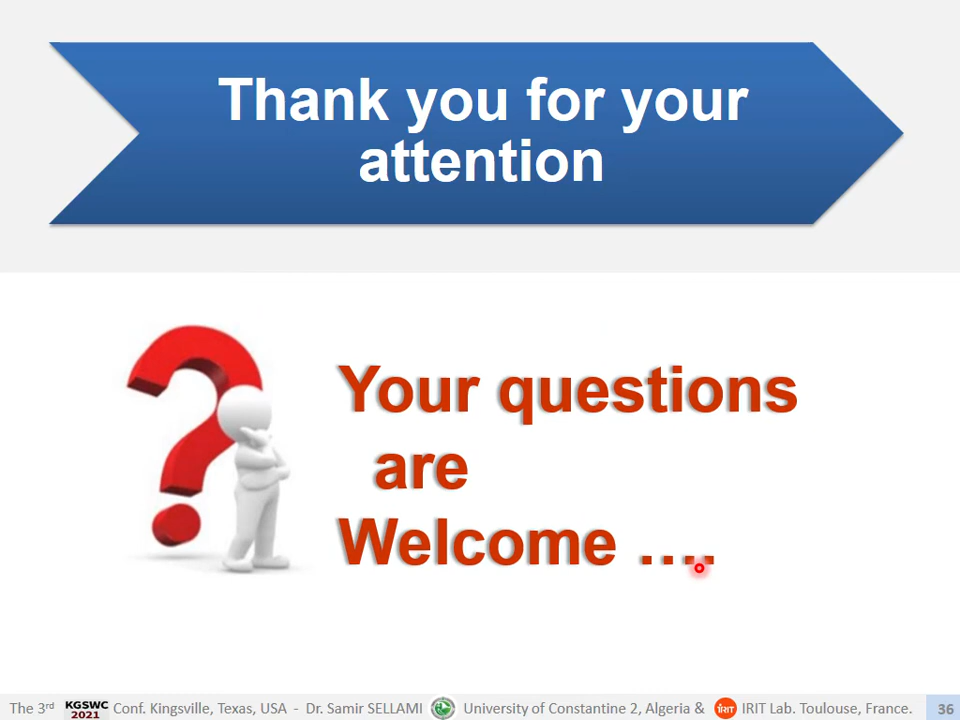 Thank you for your
attention
Your questions
are
Welcome ….
The 3rd KGSWC 2021 Conf. Kingsville, Texas, USA - Dr. Samir SELLAMI University of Constantine 2, Algeria & IRIT IRIT Lab. Toulouse, France. 36